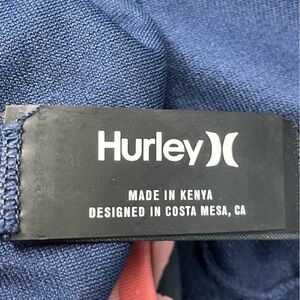 Hurley
MADE IN KENYA
DESIGNED IN COSTA MESA, CA